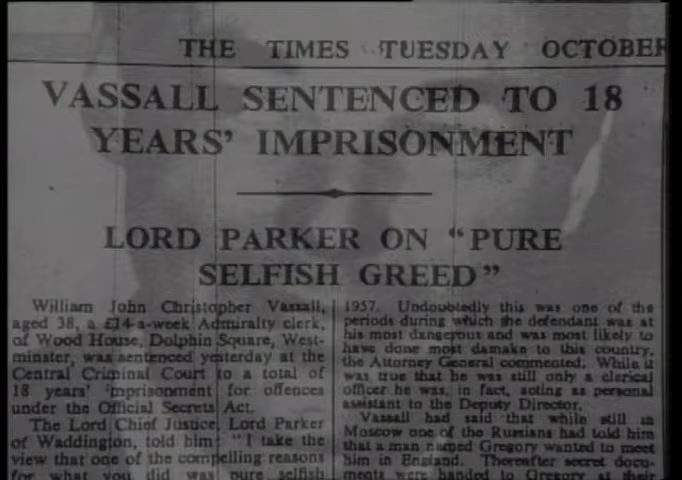 THE TIMES TUESDAY OCTOBER
VASSALL SENTENCED TO 18
YEARS' IMPRISONMENT
LORD PARKER ON "PURE
SELFISH GREED"
William John Christopher Vassall,
aged 38, a £14-a-week Admiralty clerk,
of Wood House, Dolphin Square, West-
minster, was sentenced yesterday at the
Central Criminal Court to a total of
18 years' imprisonment for offences
under the Official Secrets Act.
The Lord Chief Justice, Lord Parker
of Waddington, told him: "I take the
view that one of the compelling reasons
for what you did was pure selfish
1957. Undoubtedly this was one of the
periods during which the defendant was at
his most dangerous and was most likely to
have done most damake to this country,
the Attorney General commented. While it
was true that he was still only a clerical
officer he was, in fact, acting as personal
assistant to the Deputy Director.
Vassall had said that while still in
Moscow one of the Russians had told him
that a man named Gregory wanted to meet
him in England. Thereafter secret docu-
ments were handed to Gregory at their